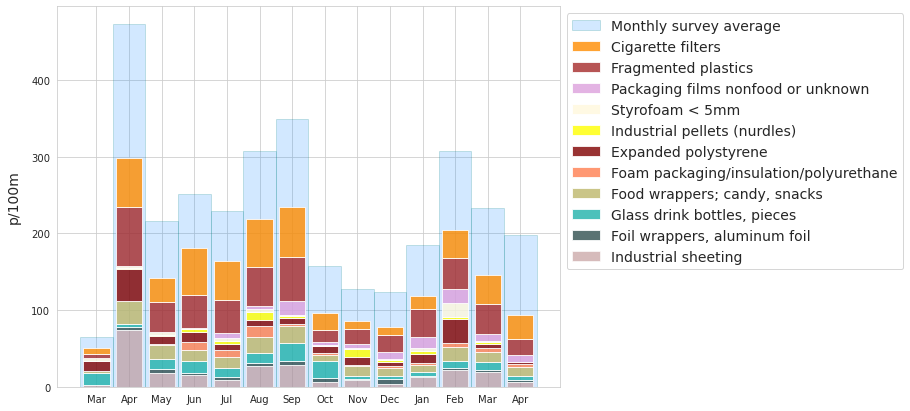 p/100m
400
300
200
100
0
Mar Apr May Jun Jul Aug Sep Oct Nov Dec Jan Feb Mar Apr
Monthly survey average
Cigarette filters
Fragmented plastics
Packaging films nonfood or unknown
Styrofoam < 5mm
Industrial pellets (nurdles)
Expanded polystyrene
Foam packaging/insulation/polyurethane
Food wrappers; candy, snacks
Glass drink bottles, pieces
Foil wrappers, aluminum foil
Industrial sheeting